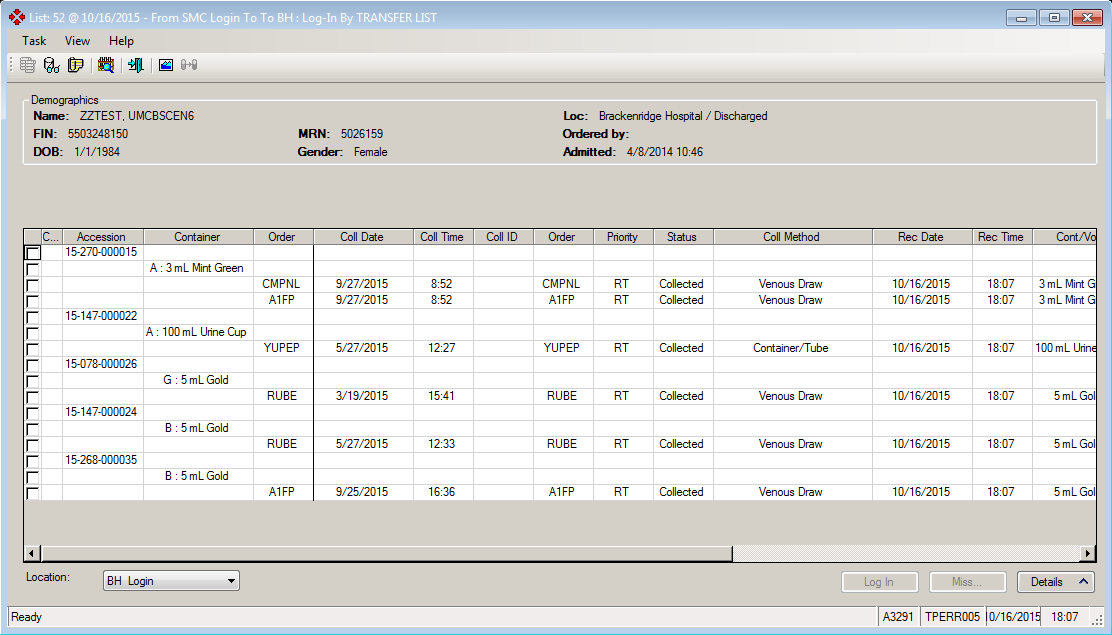 List: 52 @ 10/16/2015 - From SMC Login To To BH : Log-In By TRANSFER LIST
Task View Help
Demographics
Name: ZZTEST, UMCBSCEN6 Loc: Brackenridge Hospital / Discharged
FIN: 5503248150 MRN: 5026159 Ordered by:
DOB: 1/1/1984 Gender: Female Admitted: 4/8/2014 10:46
C... Accession Container Order Coll Date Coll Time Coll ID Order Priority Status Coll Method Rec Date Rec Time Cont/Vo
15-270-000015
A : 3 mL Mint Green
CMPNL 9/27/2015 8:52 CMPNL RT Collected Venous Draw 10/16/2015 18:07 3 mL Mint G
A1FP 9/27/2015 8:52 A1FP RT Collected Venous Draw 10/16/2015 18:07 3 mL Mint G
15-147-000022
A : 100 mL Urine Cup
YUPEP 5/27/2015 12:27 YUPEP RT Collected Container/Tube 10/16/2015 18:07 100 mL Urine
15-078-000026
G : 5 mL Gold
RUBE 3/19/2015 15:41 RUBE RT Collected Venous Draw 10/16/2015 18:07 5 mL Gol
15-147-000024
B : 5 mL Gold
RUBE 5/27/2015 12:33 RUBE RT Collected Venous Draw 10/16/2015 18:07 5 mL Gol
15-268-000035
B : 5 mL Gold
A1FP 9/25/2015 16:36 A1FP RT Collected Venous Draw 10/16/2015 18:07 5 mL Gol
Location: BH Login Log In Miss... Details
Ready A3291 TPERR005 0/16/2015 18:07